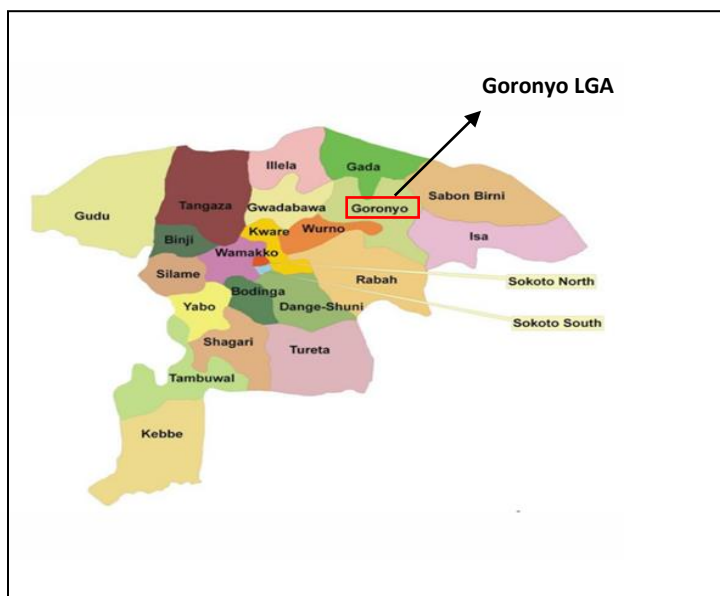 Goronyo LGA
Illela
Gada
Sabon Birni
Gudu
Tangaza
Gwadabawa
Goronyo
Kware
Wurno
Isa
Binji
Wamakko
Silame
Rabah
Sokoto North
Bodinga
Yabo
Dange-Shuni
Sokoto South
Shagari
Tureta
Tambuwal
Kebbe